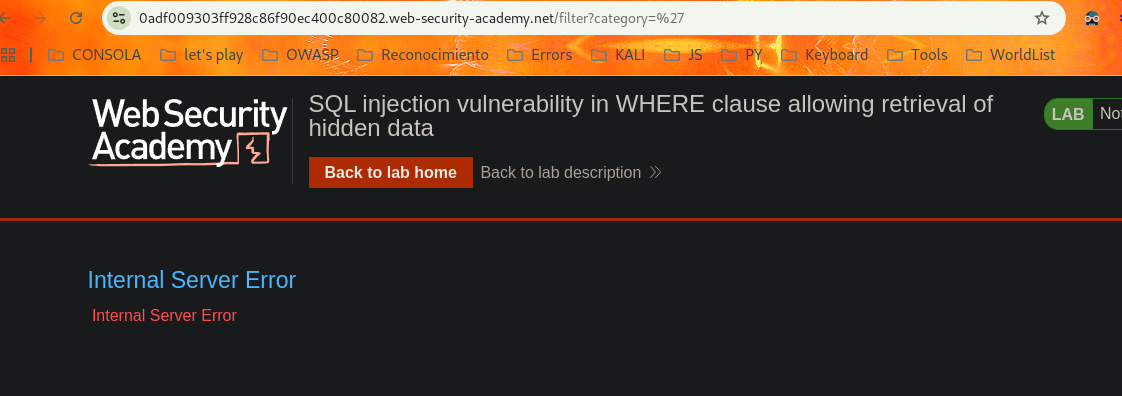 0adf009303ff928c86f90ec400c80082.web-security-academy.net/filter?category=%27
CONSOLA let's play OWASP Reconocimiento Errors KALI JS PY Keyboard Tools WorldList
Web Security
Academy
SQL injection vulnerability in WHERE clause allowing retrieval of
hidden data
LAB Not
Back to lab home Back to lab description
Internal Server Error
Internal Server Error